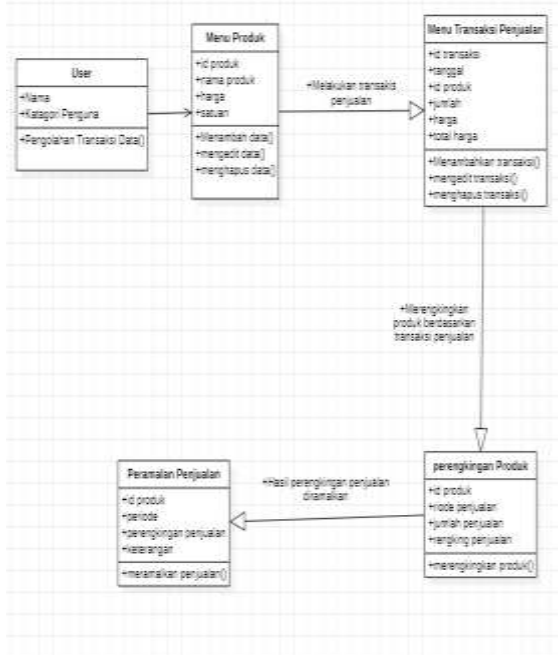 User
+Nama
+Katagori Penguna
+Pengolahan Transaksi Data()
Menu Produk
+id produk
+nama produk
+harga
+satuan
+Menambah data()
+mengedit data()
+menghapus data()
+Melakukan transakis
penjualan
Menu Transaksi Penjualan
+id transaksi
+tanggal
+id produk
+jumlah
+harga
+total harga
+Menambahkan transaksi()
+mengedit transaksi()
+menghapus transaksi()
+Merengkingkan
produk berdasarkan
transaksi penjualan
perengkingan Produk
+id produk
+riode penjualan
+jumlah penjualan
+rengking penjualan
+merengkingkan produk()
+Hasil perengkingan penjualan
diramalkan
Peramalan Penjualan
+id produk
+periode
+perengkingan penjualan
+keterangan
+meramalkan penjualan()